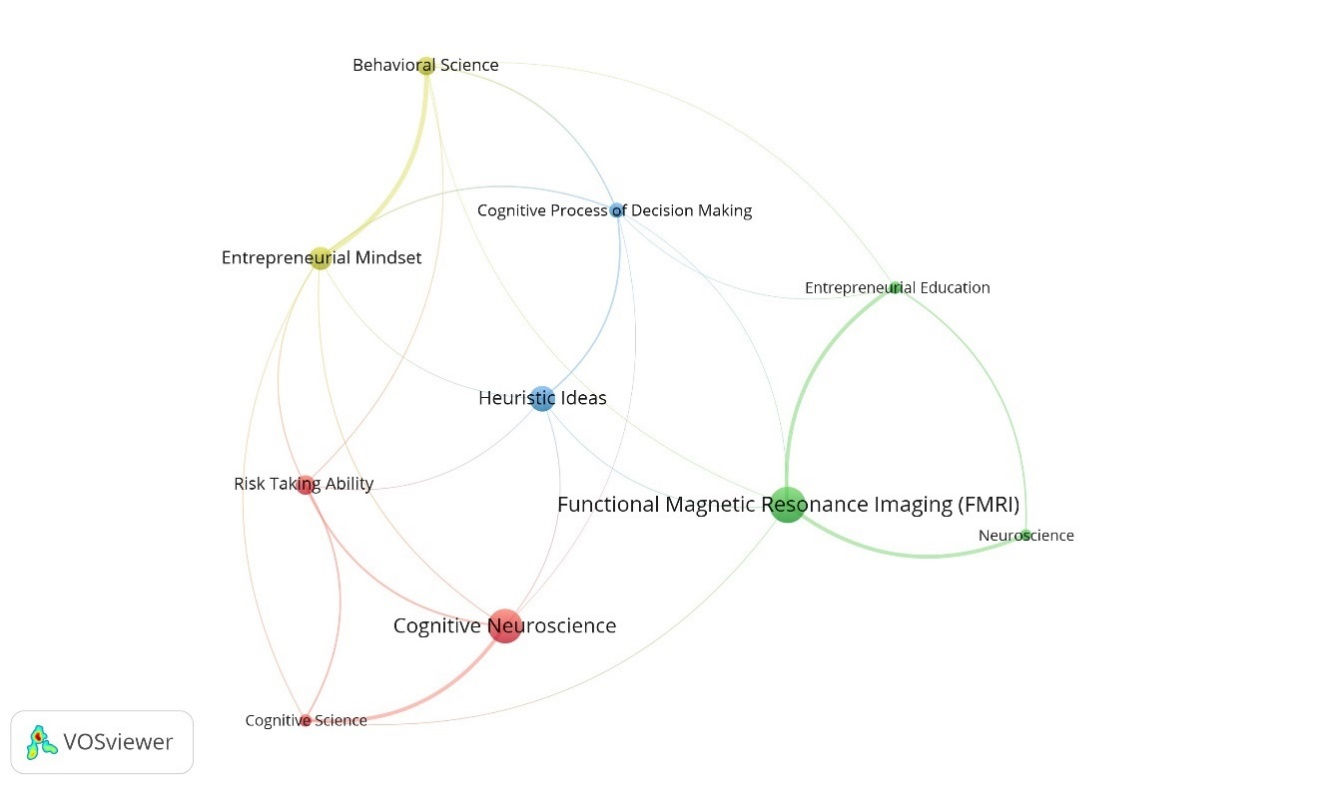 Behavioral Science
Cognitive Process of Decision Making
Entrepreneurial Mindset
Entrepreneurial Education
Heuristic Ideas
Risk Taking Ability
Functional Magnetic Resonance Imaging (FMRI)
Neuroscience
Cognitive Neuroscience
Cognitive Science
VOSviewer